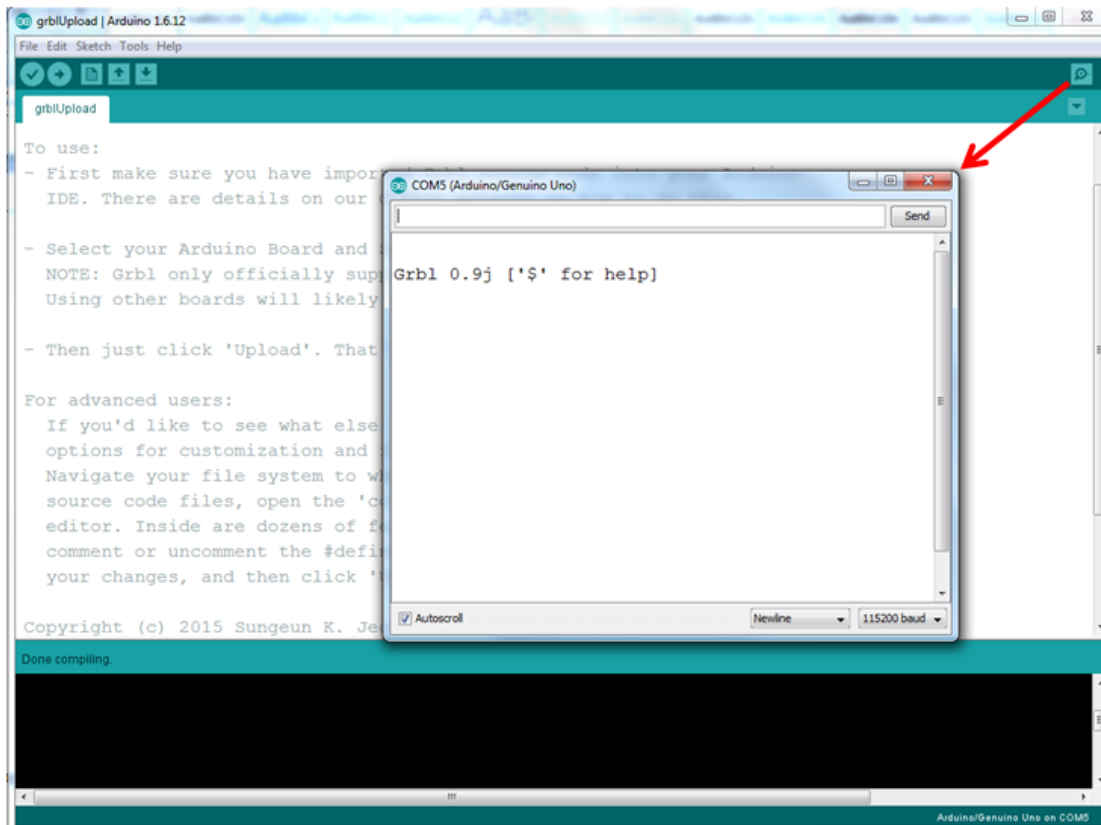 grblUpload | Arduino 1.6.12
File Edit Sketch Tools Help
grblUpload
To use:
- First make sure you have impor
IDE. There are details on our
- Select your Arduino Board and
NOTE: Grbl only officially sup
Using other boards will likely
- Then just click 'Upload'. That
For advanced users:
If you'd like to see what else
options for customization and
Navigate your file system to w
source code files, open the 'co
editor. Inside are dozens of fe
comment or uncomment the #defi
your changes, and then click '
Copyright (c) 2015 Sungeun K. Je
COM5 (Arduino/Genuino Uno)
Send
Grbl 0.9j ['$' for help]
Autoscroll
Newline
115200 baud
Done compiling.
Arduino/Genuino Uno on COM5